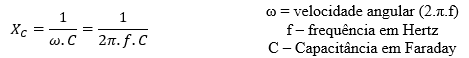 X_C = 1/(ω.C) = 1/(2π.f.C)
ω = velocidade angular (2.π.f)
f – frequência em Hertz
C – Capacitância em Faraday